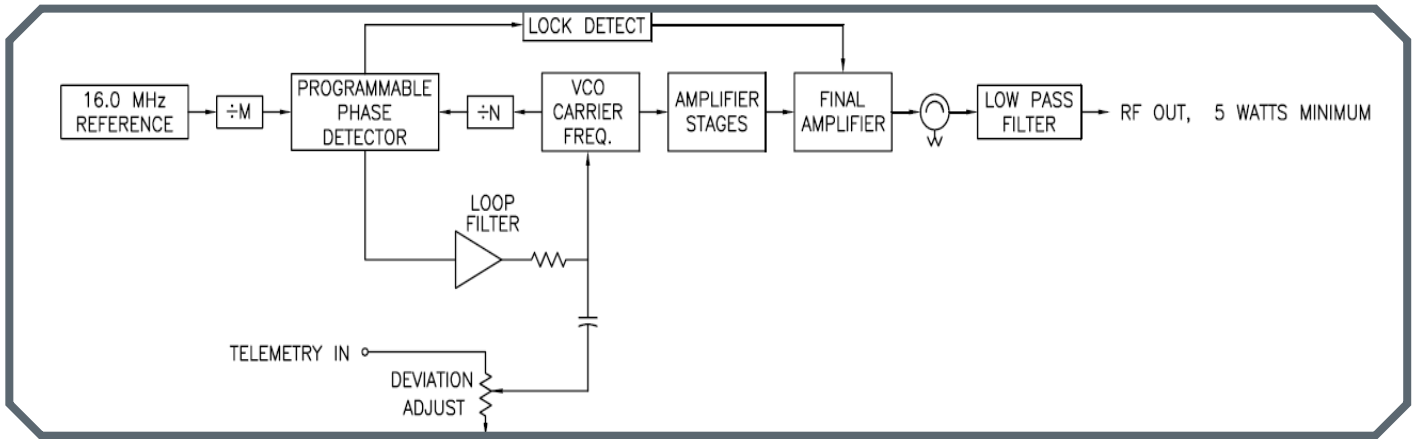 LOCK DETECT
16.0 MHz
REFERENCE
÷M
PROGRAMMABLE
PHASE
DETECTOR
÷N
VCO
CARRIER
FREQ.
AMPLIFIER
STAGES
FINAL
AMPLIFIER
LOW PASS
FILTER
RF OUT, 5 WATTS MINIMUM
LOOP
FILTER
TELEMETRY IN
DEVIATION
ADJUST